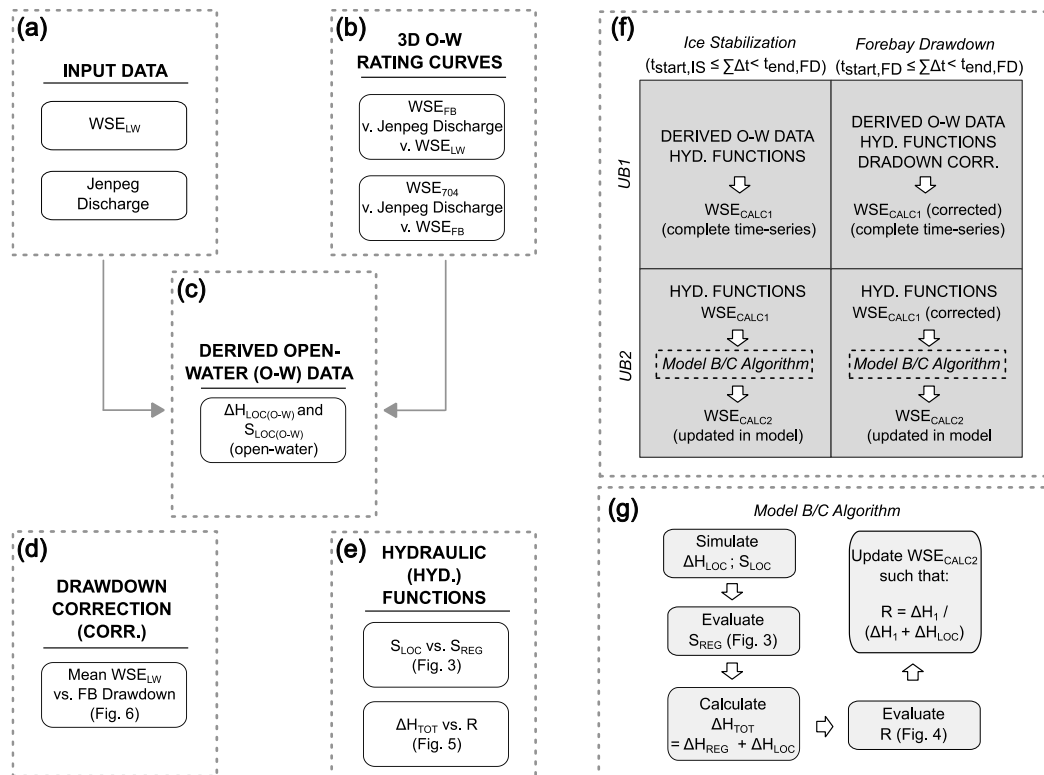 (a)
INPUT DATA
WSE_LW
Jenpeg
Discharge
(b)
3D O-W
RATING CURVES
WSE_FB
v. Jenpeg Discharge
v. WSE_LW
WSE_704
v. Jenpeg Discharge
v. WSE_FB
(c)
DERIVED OPEN-
WATER (O-W) DATA
ΔH_LOC(O-W) and
S_LOC(O-W)
(open-water)
(d)
DRAWDOWN
CORRECTION
(CORR.)
Mean WSE_LW
vs. FB Drawdown
(Fig. 6)
(e)
HYDRAULIC
(HYD.)
FUNCTIONS
S_LOC vs. S_REG
(Fig. 3)
ΔH_TOT vs. R
(Fig. 5)
(f)
Ice Stabilization
(t_start,IS ≤ ∑Δt < t_end,FD)
Forebay Drawdown
(t_start,FD ≤ ∑Δt < t_end,FD)
UB1
DERIVED O-W DATA
HYD. FUNCTIONS
WSE_CALC1
(complete time-series)
DERIVED O-W DATA
HYD. FUNCTIONS
DRADOWN CORR.
WSE_CALC1 (corrected)
(complete time-series)
UB2
HYD. FUNCTIONS
WSE_CALC1
Model B/C Algorithm
WSE_CALC2
(updated in model)
HYD. FUNCTIONS
WSE_CALC1 (corrected)
Model B/C Algorithm
WSE_CALC2
(updated in model
(g)
Model B/C Algorithm
Simulate
ΔH_LOC ; S_LOC
Evaluate
S_REG (Fig. 3)
Calculate
ΔH_TOT
= ΔH_REG + ΔH_LOC
Evaluate
R (Fig. 4)
Update WSE_CALC2
such that:
R = ΔH_1 /
(ΔH_1 + ΔH_LOC)